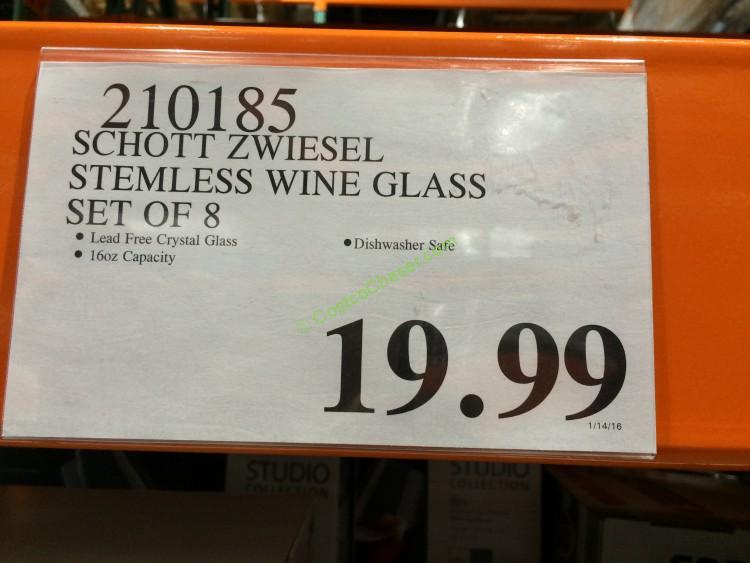 210185
SCHOTT ZWIESEL
STEMLESS WINE GLASS
SET OF 8
• Lead Free Crystal Glass
• 16oz Capacity
• Dishwasher Safe
© CostcoChaser.com
19.99
1/14/16
STUDIO
COLLECTION
STUDIO
COLLECTION